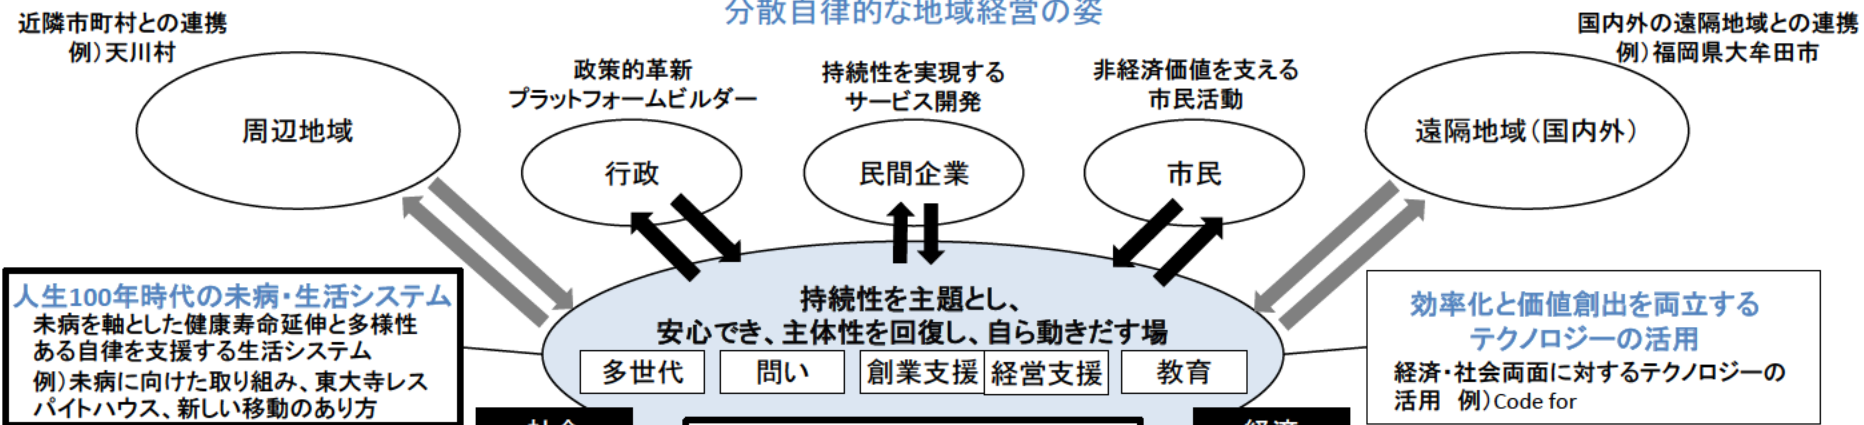 分散自律的な地域経営の姿
近隣市町村との連携
例）天川村
国内外の遠隔地域との連携
例）福岡県大牟田市
政策的革新
プラットフォームビルダー
持続性を実現する
サービス開発
非経済価値を支える
市民活動
周辺地域
行政
民間企業
市民
遠隔地域（国内外）
持続性を主題とし、
安心でき、主体性を回復し、自ら動きだす場
多世代
問い
創業支援
経営支援
教育
人生100年時代の未病・生活システム
未病を軸とした健康寿命延伸と多様性
ある自律を支援する生活システム
例）未病に向けた取り組み、東大寺レス
パイトハウス、新しい移動のあり方
効率化と価値創出を両立する
テクノロジーの活用
経済・社会両面に対するテクノロジーの
活用　例）Code for
社会
経済